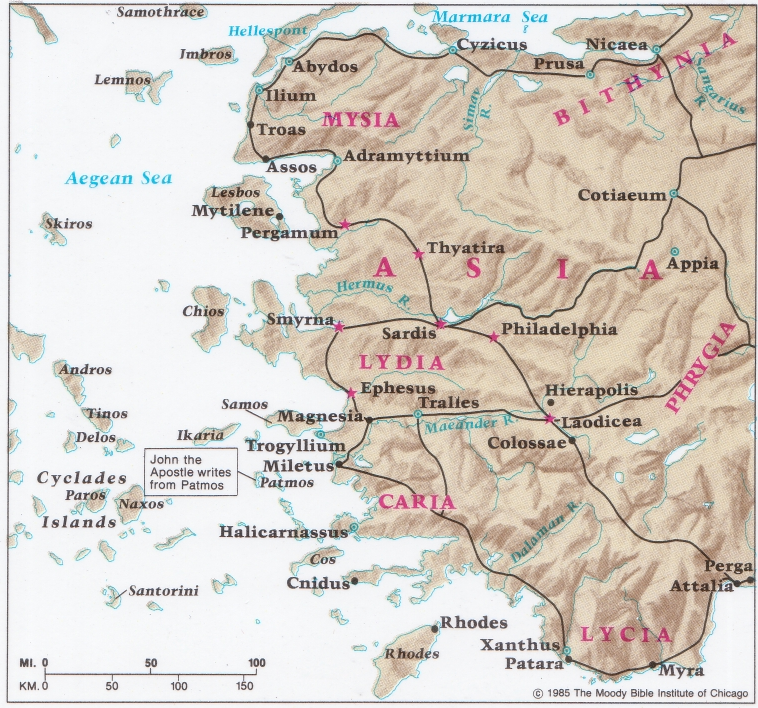 Samothrace
Marmara Sea
Hellespont
Imbros
Cyzicus
Nicaea
Prusa
BITHYNIA
Lemnos
Abydos
Ilium
Simav
R.
Sangarius
R.
MYSIA
Troas
Assos
Adramyttium
Aegean Sea
Lesbos
Mytilene
Cotiaeum
Skiros
Pergamum
Thyatira
ASIA
Appia
Hermus R.
Chios
Smyrna
Sardis
Philadelphia
LYDIA
PHRYGIA
Andros
Ephesus
Hierapolis
Tralles
Samos
Magnesia
Maeander R.
Laodicea
Tinos
Delos
Ikaria
Trogyllium
Colossae
John the
Apostle writes
from Patmos
Miletus
Patmos
Cyclades
Paros
Naxos
Islands
CARIA
Dalaman R.
Halicarnassus
Cos
Cnidus
Perga
Attalia
Santorini
Rhodes
Rhodes
LYCIA
Xanthus
Patara
Myra
MI. 0 50 100
KM. 0 50 100 150
© 1985 The Moody Bible Institute of Chicago